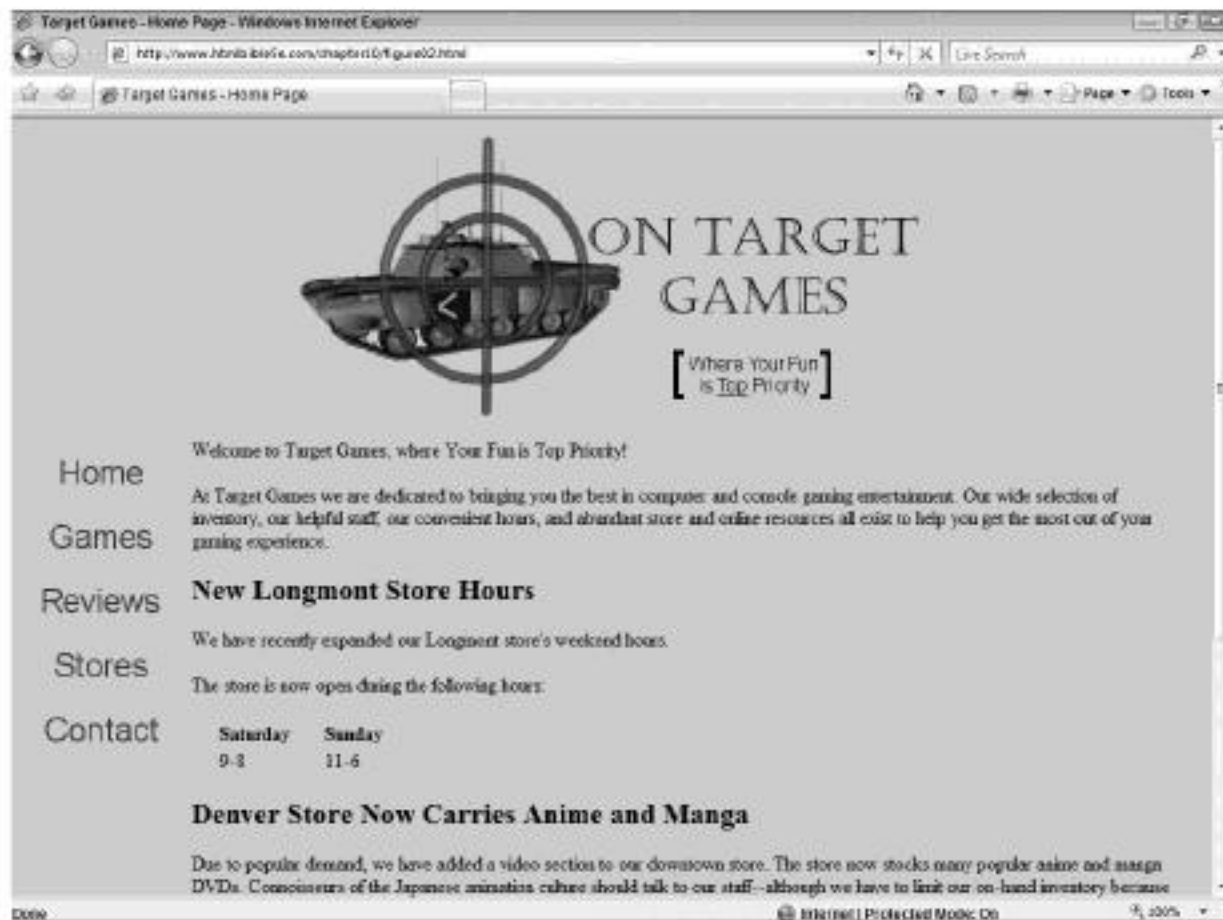 Target Games - Home Page - Windows Internet Explorer
http://www.htmlbible5e.com/chapter10/figure02.html
Live Search
Target Games - Home Page
Page
Tools
ON TARGET
GAMES
[Where Your Fun
is Top Priority]
Welcome to Target Games, where Your Fun is Top Priority!
At Target Games we are dedicated to bringing you the best in computer and console gaming entertainment. Our wide selection of
inventory, our helpful staff, our convenient hours, and abundant store and online resources all exist to help you get the most out of your
gaming experience.
Home
Games
Reviews
Stores
Contact
New Longmont Store Hours
We have recently expanded our Longmont store's weekend hours.
The store is now open during the following hours:
Saturday Sunday
9-8 11-6
Denver Store Now Carries Anime and Manga
Due to popular demand, we have added a video section to our downtown store. The store now stocks many popular anime and manga
DVDs. Connoisseurs of the Japanese animation culture should talk to our staff--although we have to limit our on-hand inventory because
Done
Internet | Protected Mode: On
100%